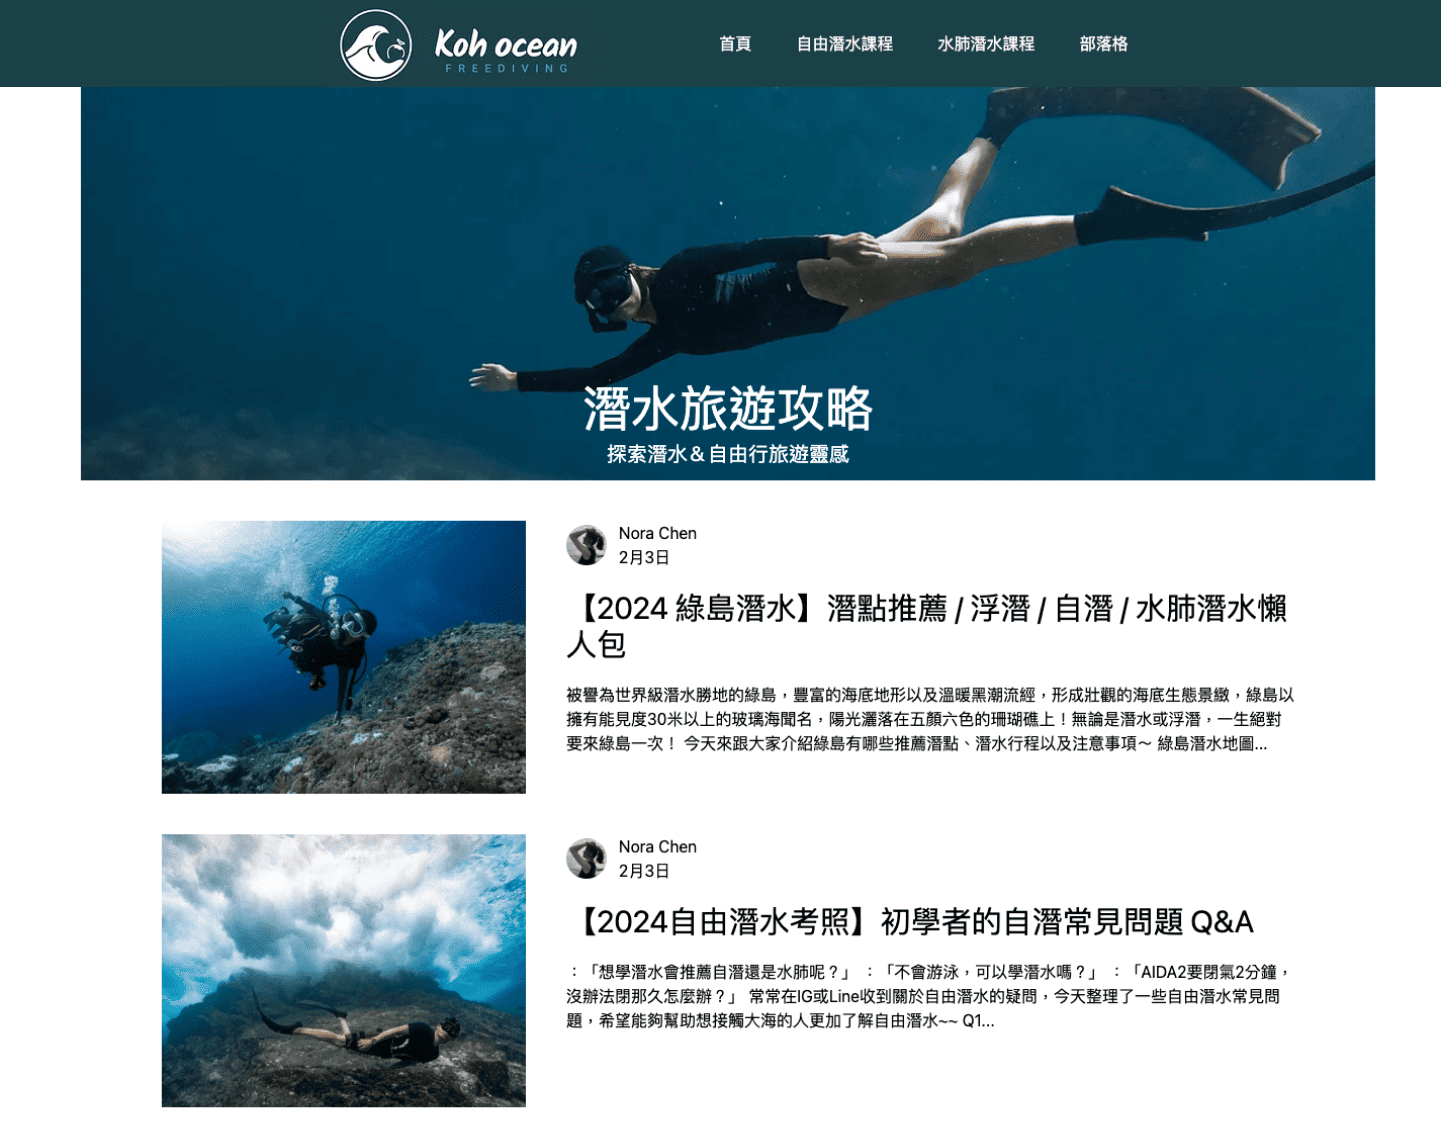 Koh ocean
FREEDIVING
首頁
自由潛水課程
水肺潛水課程
部落格
潛水旅遊攻略
探索潛水＆自由行旅遊靈感
Nora Chen
2月3日
【2024 綠島潛水】潛點推薦 / 浮潛 / 自潛 / 水肺潛水懶
人包
被譽為世界級潛水勝地的綠島，豐富的海底地形以及溫暖黑潮流經，形成壯觀的海底生態景緻，綠島以
擁有能見度30米以上的玻璃海聞名，陽光灑落在五顏六色的珊瑚礁上！無論是潛水或浮潛，一生絕對
要來綠島一次！ 今天來跟大家介紹綠島有哪些推薦潛點、潛水行程以及注意事項～ 綠島潛水地圖...
Nora Chen
2月3日
【2024自由潛水考照】初學者的自潛常見問題 Q&A
：「想學潛水會推薦自潛還是水肺呢？」 ：「不會游泳，可以學潛水嗎？」 ：「AIDA2要閉氣2分鐘，
沒辦法閉那久怎麼辦？」 常常在IG或Line收到關於自由潛水的疑問，今天整理了一些自由潛水常見問
題，希望能夠幫助想接觸大海的人更加了解自由潛水~~ Q1...